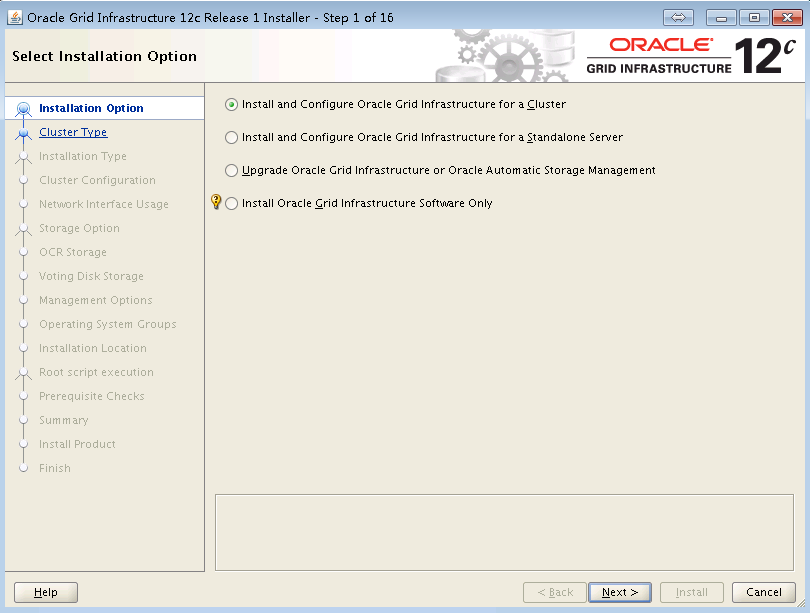 Oracle Grid Infrastructure 12c Release 1 Installer - Step 1 of 16
Select Installation Option
ORACLE®
GRID INFRASTRUCTURE
12c
Installation Option
Cluster Type
Installation Type
Cluster Configuration
Network Interface Usage
Storage Option
OCR Storage
Voting Disk Storage
Management Options
Operating System Groups
Installation Location
Root script execution
Prerequisite Checks
Summary
Install Product
Finish
Install and Configure Oracle Grid Infrastructure for a Cluster
Install and Configure Oracle Grid Infrastructure for a Standalone Server
Upgrade Oracle Grid Infrastructure or Oracle Automatic Storage Management
Install Oracle Grid Infrastructure Software Only
Help
< Back
Next >
Install
Cancel